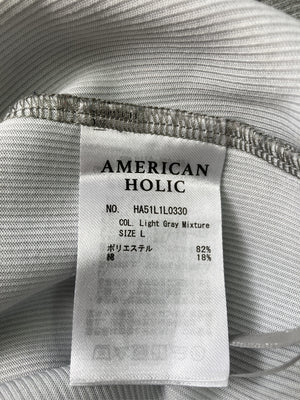 AMERICAN
HOLIC
NO. HA51L1L0330
COL. Light Gray Mixture
SIZE L
ポリエステル 82%
綿 18%